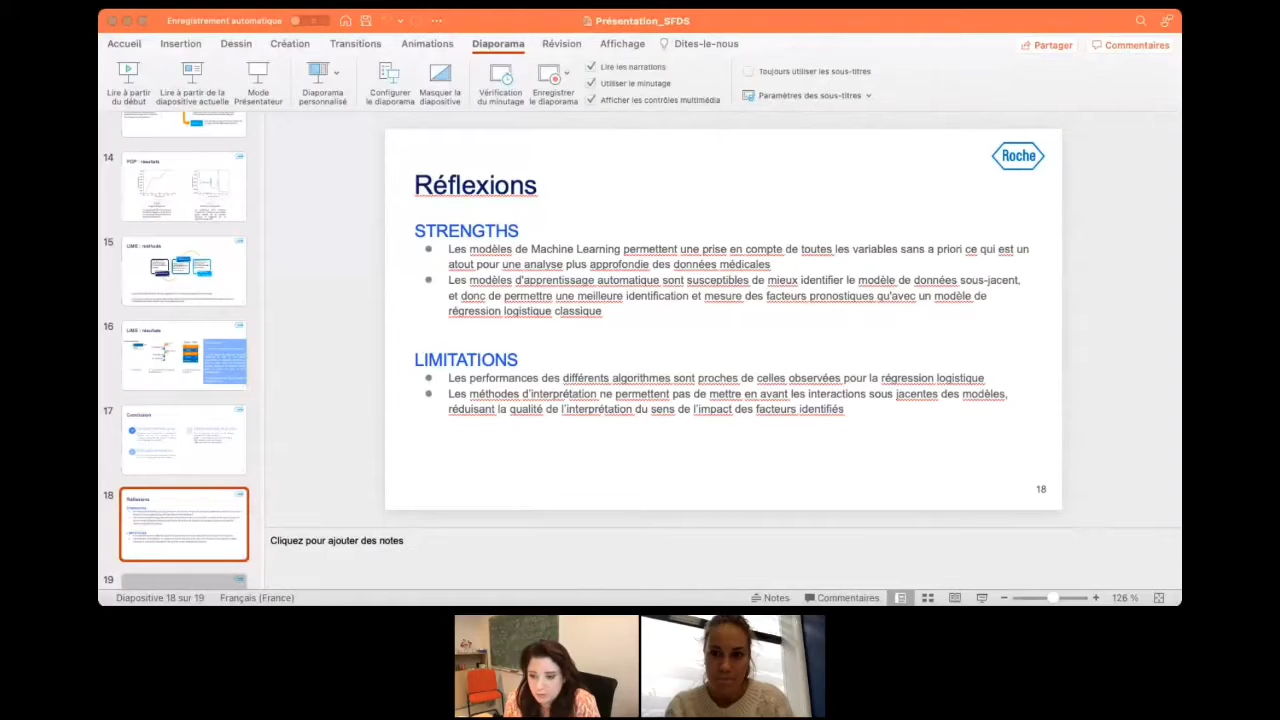 Enregistrement automatique
Présentation_SFDS
Accueil Insertion Dessin Création Transitions Animations Diaporama Révision Affichage Dites-le-nous
Partager Commentaires
Lire à partir du début
Lire à partir de la diapositive actuelle
Mode Présentateur
Diaporama personnalisé
Configurer le diaporama
Masquer la diapositive
Vérification du minutage
Enregistrer le diaporama
Lire les narrations
Utiliser le minutage
Afficher les contrôles multimédia
Toujours utiliser les sous-titres
Paramètres des sous-titres
14
PDP : résultats
15
LIME : méthode
16
LIME : résultats
17
Conclusion
18
Réflexions
19
Roche
Réflexions
STRENGTHS
Les modèles de Machine Learning permettent une prise en compte de toutes les variables sans a priori ce qui est un
atout pour une analyse plus approfondie des données médicales
Les modèles d'apprentissage automatique sont susceptibles de mieux identifier le modèle de données sous-jacent,
et donc de permettre une meilleure identification et mesure des facteurs pronostiques qu'avec un modèle de
régression logistique classique
LIMITATIONS
Les performances des différents algorithmes sont proches de celles observées pour la régression logistique
Les méthodes d'interprétation ne permettent pas de mettre en avant les interactions sous jacentes des modèles,
réduisant la qualité de l'interprétation du sens de l'impact des facteurs identifiés
18
Cliquez pour ajouter des notes
Diapositive 18 sur 19 Français (France)
Notes Commentaires
126 %